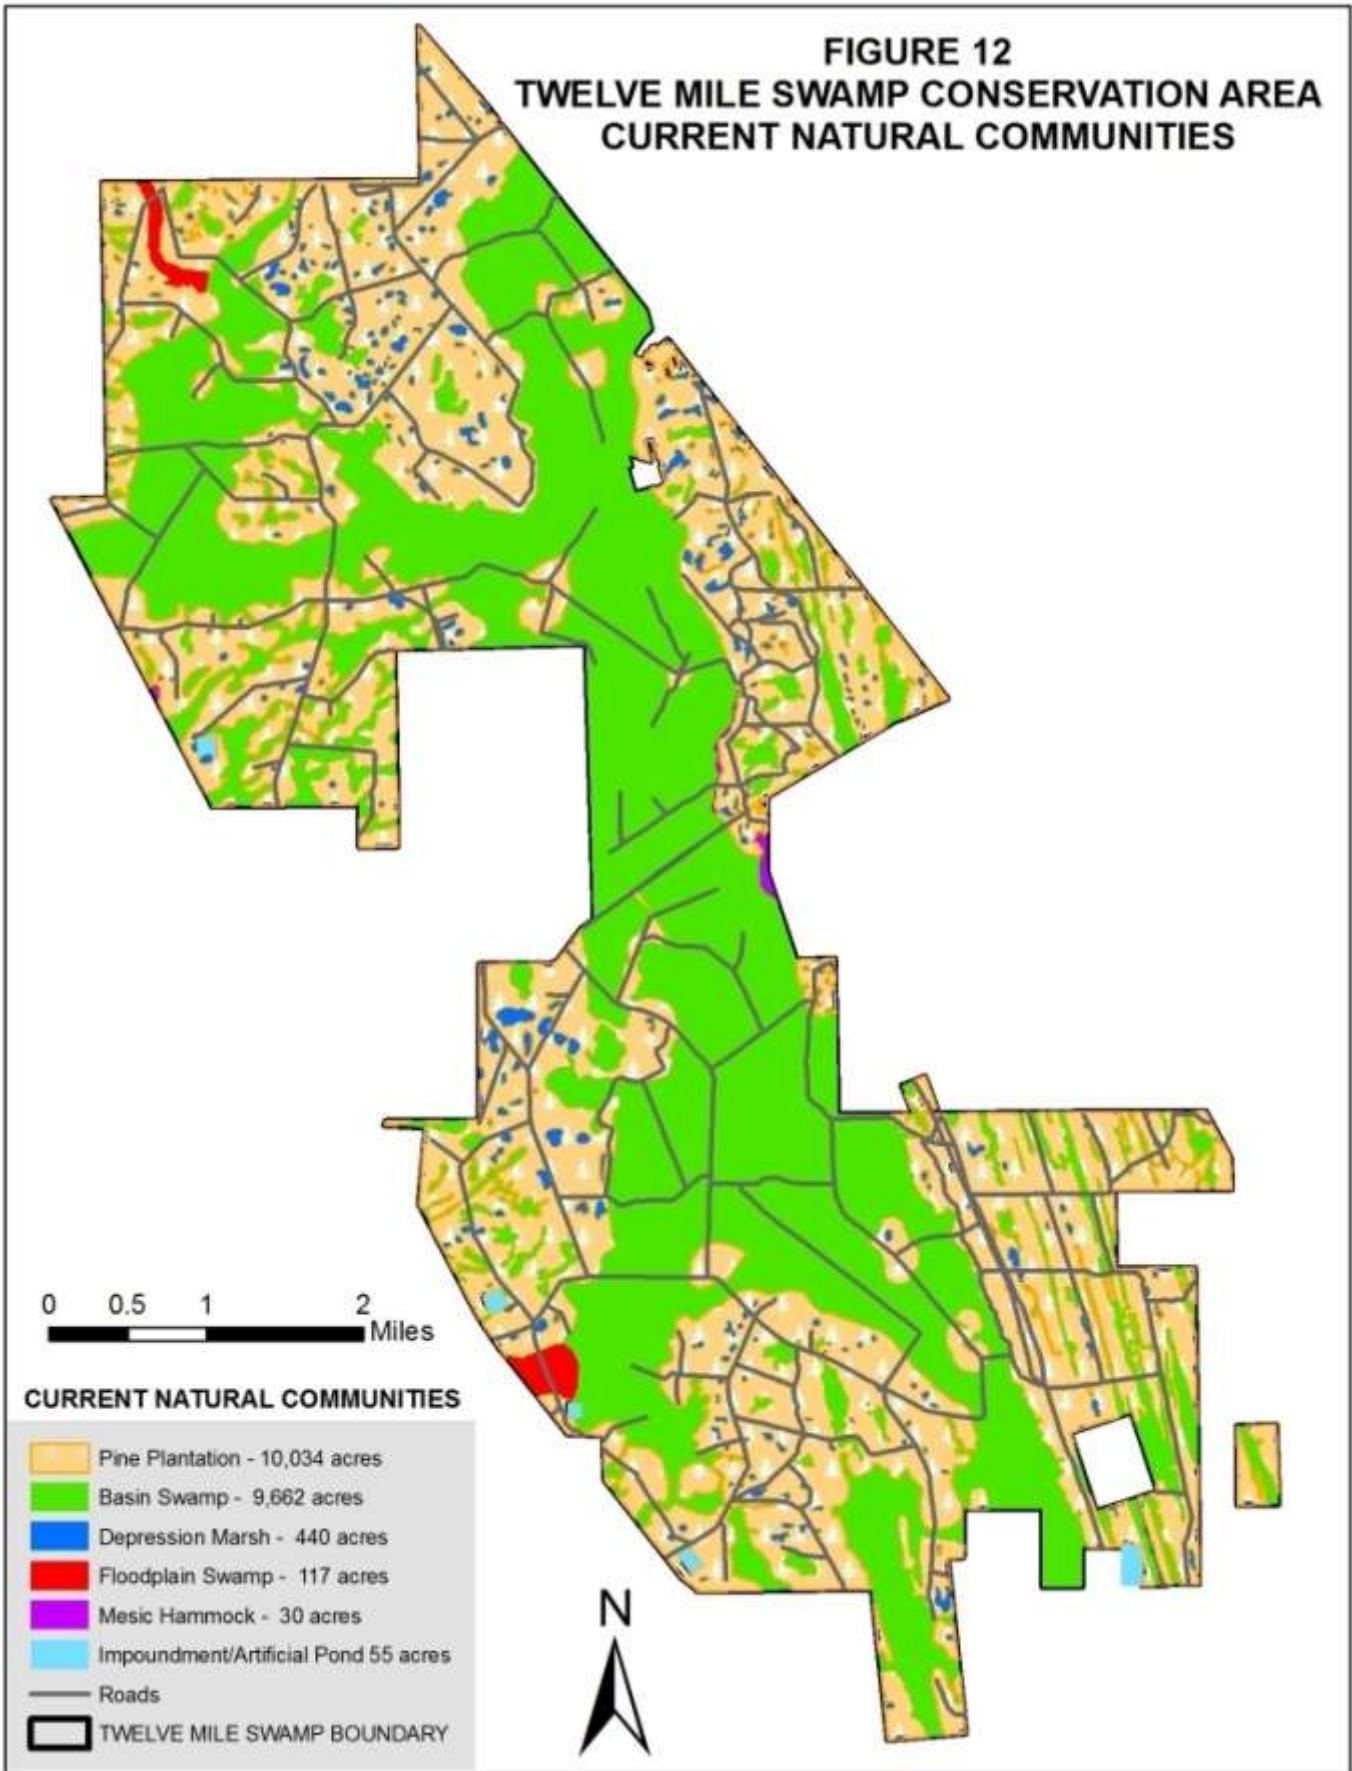 FIGURE 12
TWELVE MILE SWAMP CONSERVATION AREA
CURRENT NATURAL COMMUNITIES
0 0.5 1 2
Miles
CURRENT NATURAL COMMUNITIES
Pine Plantation - 10,034 acres
Basin Swamp - 9,662 acres
Depression Marsh - 440 acres
Floodplain Swamp - 117 acres
Mesic Hammock - 30 acres
Impoundment/Artificial Pond 55 acres
Roads
TWELVE MILE SWAMP BOUNDARY
N